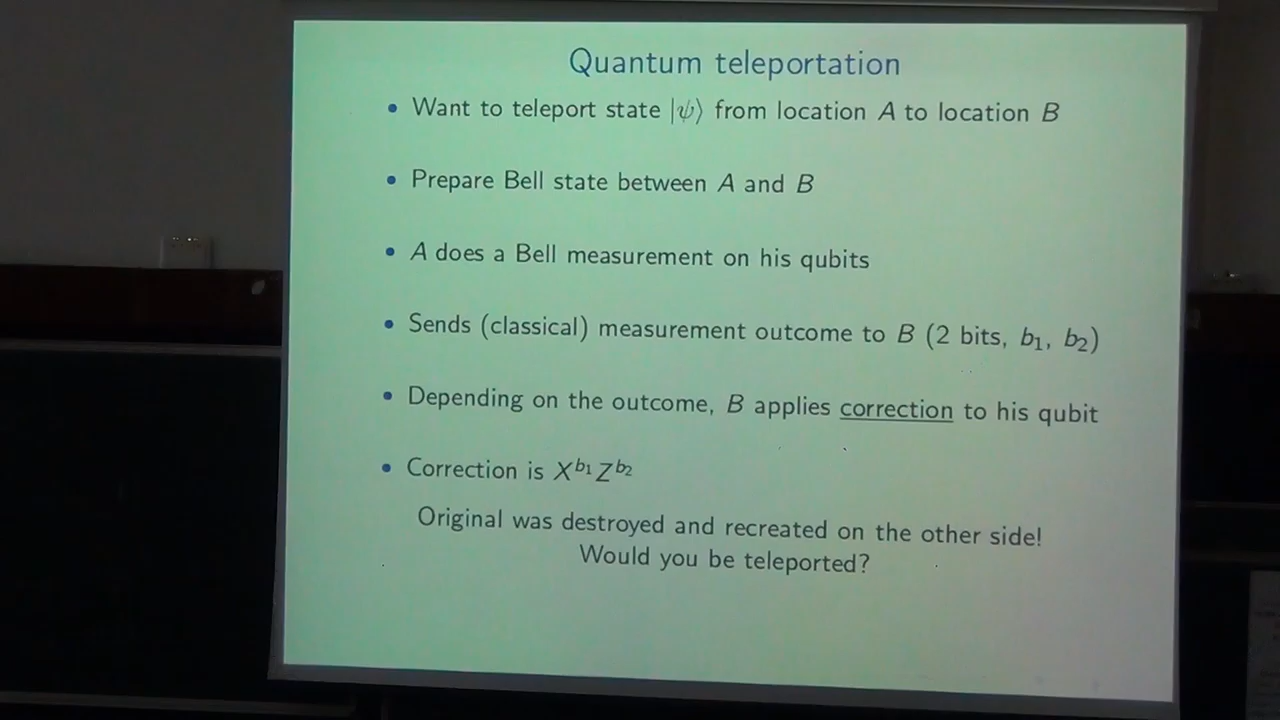 Quantum teleportation
• Want to teleport state |ψ⟩ from location A to location B
• Prepare Bell state between A and B
• A does a Bell measurement on his qubits
• Sends (classical) measurement outcome to B (2 bits, b₁, b₂)
• Depending on the outcome, B applies correction to his qubit
• Correction is X^{b₁} Z^{b₂}
Original was destroyed and recreated on the other side!
Would you be teleported?